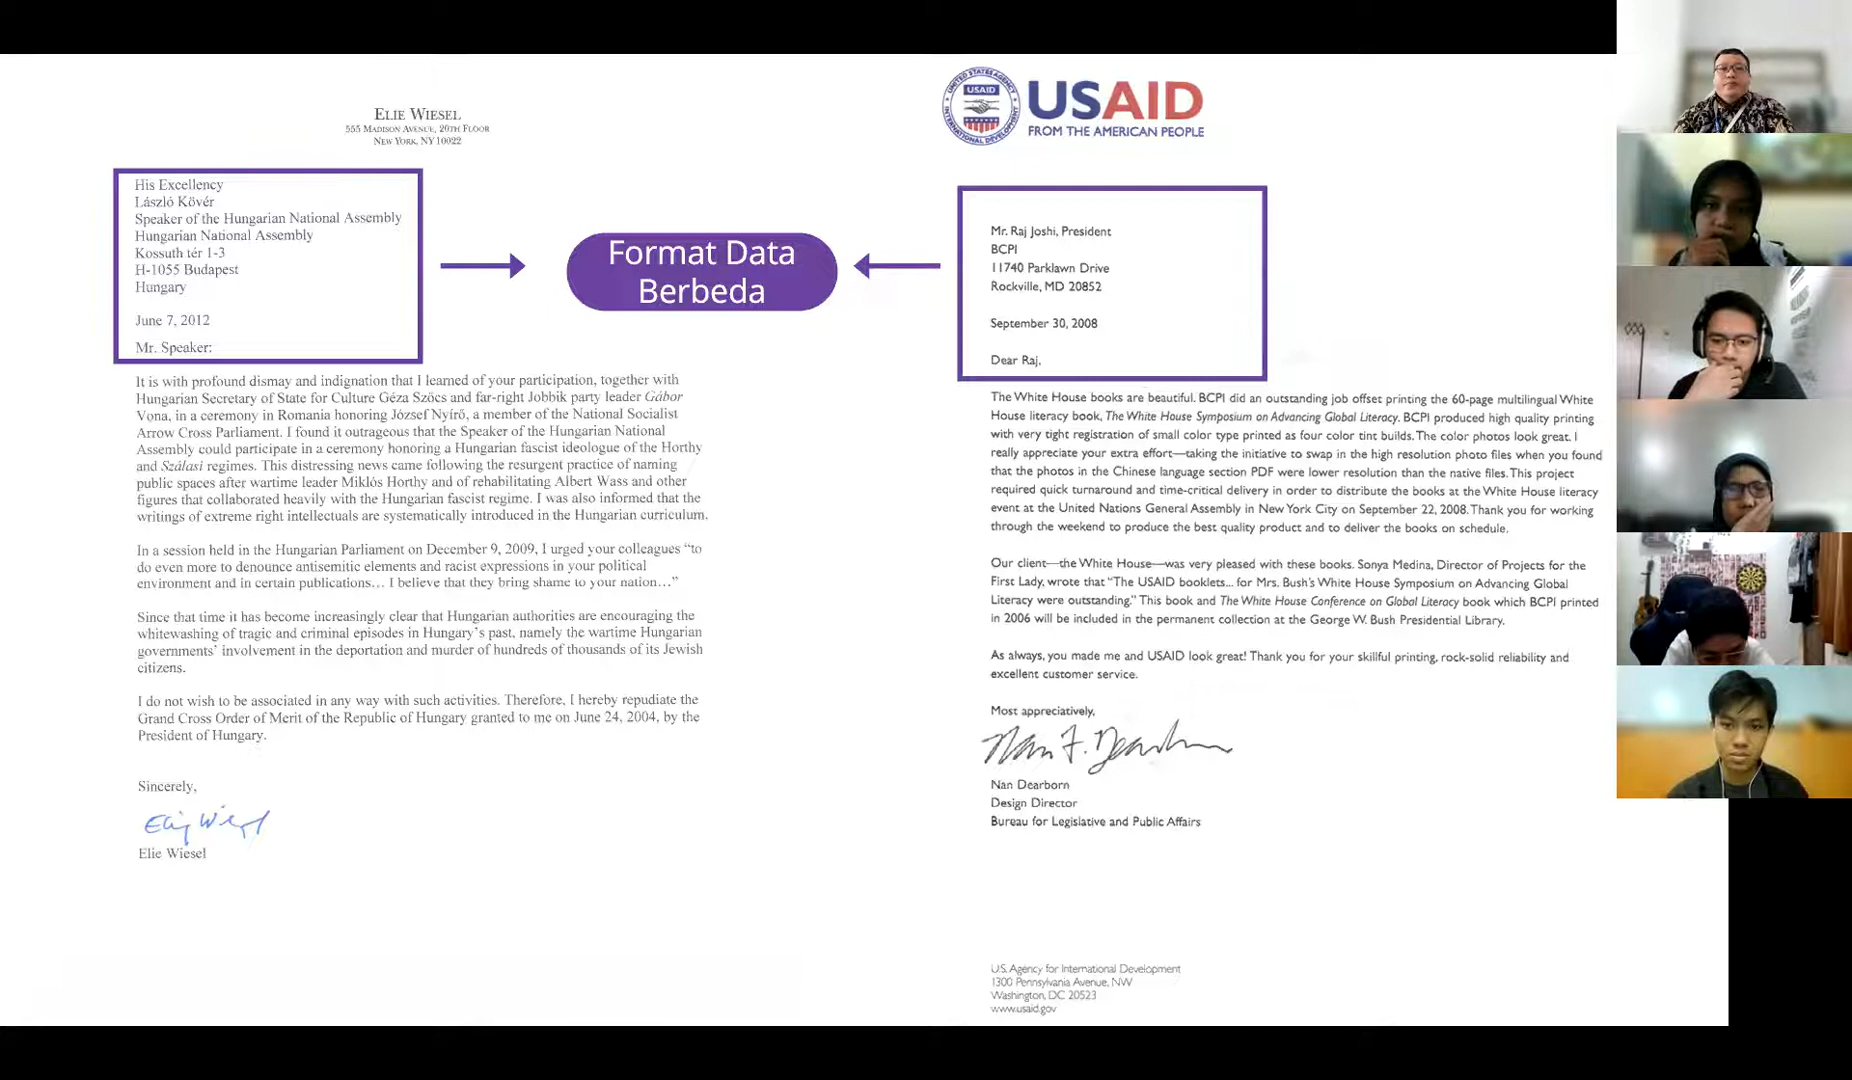 ELIE WIESEL
555 MADISON AVENUE, 20TH FLOOR
NEW YORK, NY 10022
His Excellency
László Kövér
Speaker of the Hungarian National Assembly
Hungarian National Assembly
Kossuth tér 1-3
H-1055 Budapest
Hungary
June 7, 2012
Mr. Speaker:
It is with profound dismay and indignation that I learned of your participation, together with
Hungarian Secretary of State for Culture Géza Szöcs and far-right Jobbik party leader Gábor
Vona, in a ceremony in Romania honoring József Nyírő, a member of the National Socialist
Arrow Cross Parliament. I found it outrageous that the Speaker of the Hungarian National
Assembly could participate in a ceremony honoring a Hungarian fascist ideologue of the Horthy
and Szálasi regimes. This distressing news came following the resurgent practice of naming
public spaces after wartime leader Miklós Horthy and of rehabilitating Albert Wass and other
figures that collaborated heavily with the Hungarian fascist regime. I was also informed that the
writings of extreme right intellectuals are systematically introduced in the Hungarian curriculum.
In a session held in the Hungarian Parliament on December 9, 2009, I urged your colleagues “to
do even more to denounce antisemitic elements and racist expressions in your political
environment and in certain publications… I believe that they bring shame to your nation…”
Since that time it has become increasingly clear that Hungarian authorities are encouraging the
whitewashing of tragic and criminal episodes in Hungary’s past, namely the wartime Hungarian
governments’ involvement in the deportation and murder of hundreds of thousands of its Jewish
citizens.
I do not wish to be associated in any way with such activities. Therefore, I hereby repudiate the
Grand Cross Order of Merit of the Republic of Hungary granted to me on June 24, 2004, by the
President of Hungary.
Sincerely,
Elie Wiesel
Elie Wiesel
Format Data
Berbeda
UNITED STATES AGENCY
USAID
INTERNATIONAL DEVELOPMENT
USAID
FROM THE AMERICAN PEOPLE
Mr. Raj Joshi, President
BCPI
11740 Parklawn Drive
Rockville, MD 20852
September 30, 2008
Dear Raj,
The White House books are beautiful. BCPI did an outstanding job offset printing the 60-page multilingual White
House literacy book, The White House Symposium on Advancing Global Literacy. BCPI produced high quality printing
with very tight registration of small color type printed as four color tint builds. The color photos look great. I
really appreciate your extra effort—taking the initiative to swap in the high resolution photo files when you found
that the photos in the Chinese language section PDF were lower resolution than the native files. This project
required quick turnaround and time-critical delivery in order to distribute the books at the White House literacy
event at the United Nations General Assembly in New York City on September 22, 2008. Thank you for working
through the weekend to produce the best quality product and to deliver the books on schedule.
Our client—the White House—was very pleased with these books. Sonya Medina, Director of Projects for the
First Lady, wrote that “The USAID booklets... for Mrs. Bush’s White House Symposium on Advancing Global
Literacy were outstanding.” This book and The White House Conference on Global Literacy book which BCPI printed
in 2006 will be included in the permanent collection at the George W. Bush Presidential Library.
As always, you made me and USAID look great! Thank you for your skillful printing, rock-solid reliability and
excellent customer service.
Most appreciatively,
Nan F. Dearborn
Nan Dearborn
Design Director
Bureau for Legislative and Public Affairs
U.S. Agency for International Development
1300 Pennsylvania Avenue, NW
Washington, DC 20523
www.usaid.gov